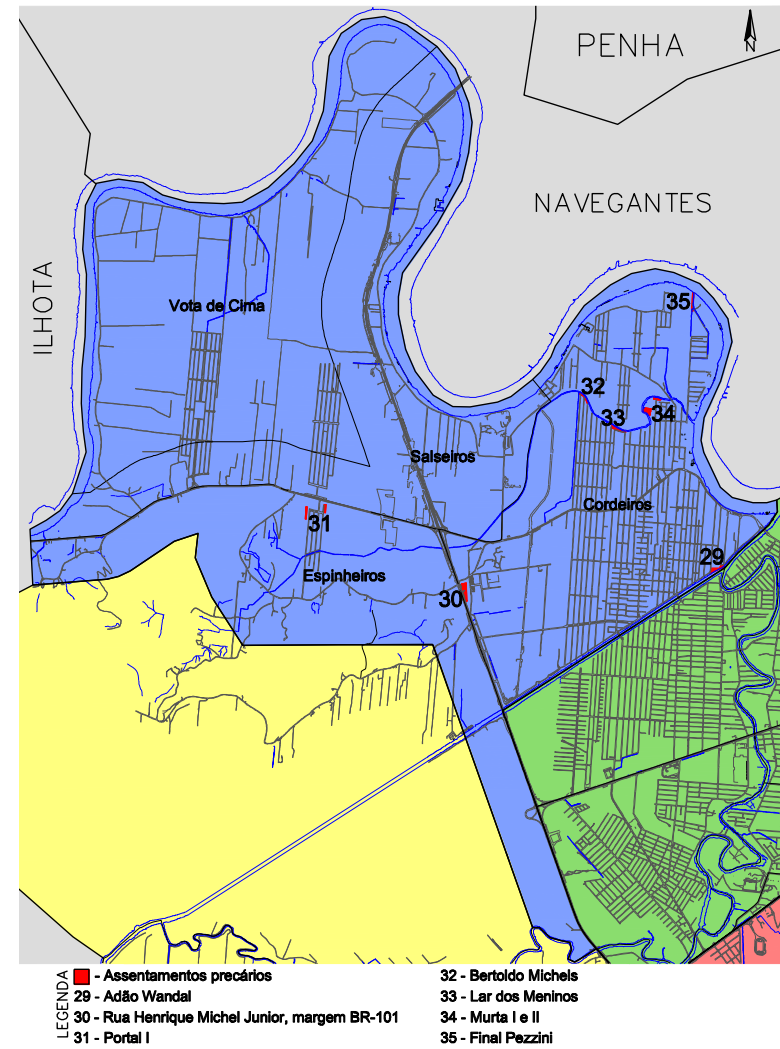 PENHA
N
NAVEGANTES
ILHOTA
Vota de Cima
35
32
33
34
Salseiros
Cordeiros
31
Espinheiros
29
30
LEGENDA
- Assentamentos precários
29 - Adão Wandal
30 - Rua Henrique Michel Junior, margem BR-101
31 - Portal I
32 - Bertoldo Michels
33 - Lar dos Meninos
34 - Murta I e II
35 - Final Pezzini